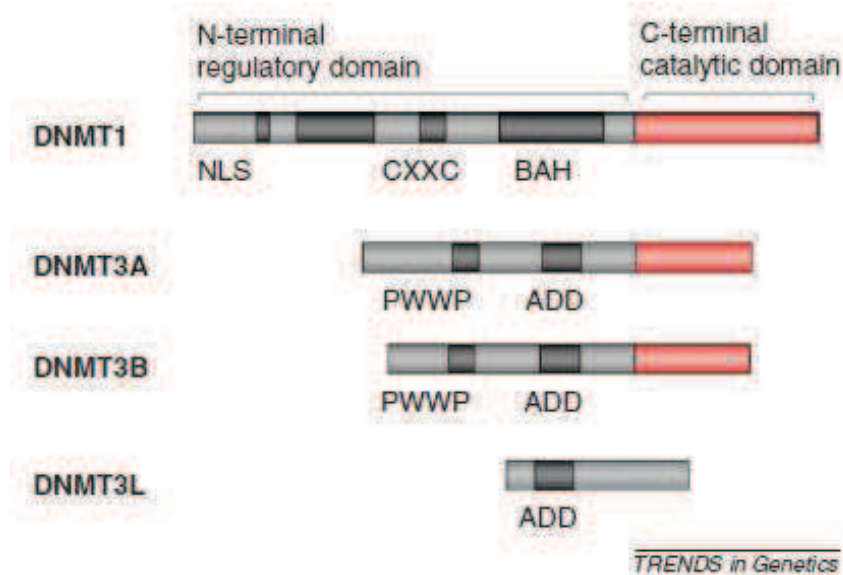 N-terminal
regulatory domain
C-terminal
catalytic domain
DNMT1
NLS CXXC BAH
DNMT3A
PWWP ADD
DNMT3B
PWWP ADD
DNMT3L
ADD
TRENDS in Genetics